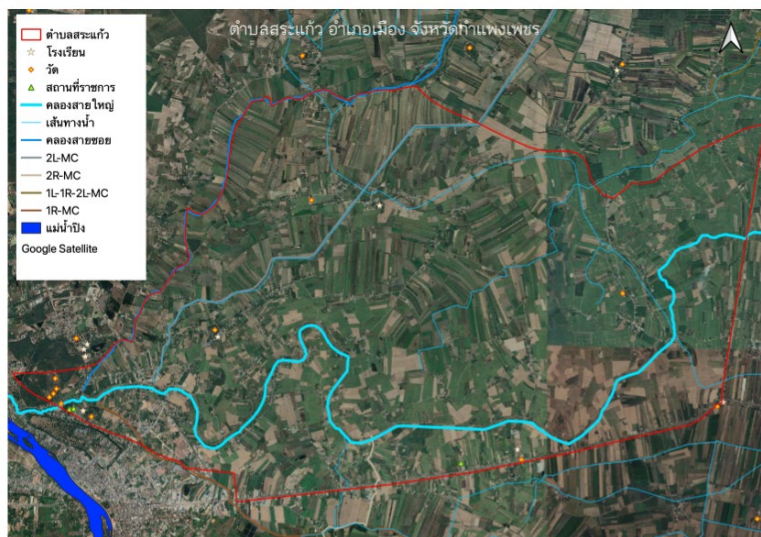 ตำบลสระแก้ว อำเภอเมือง จังหวัดกำแพงเพชร
ตำบลสระแก้ว
โรงเรียน
วัด
สถานที่ราชการ
คลองสายใหญ่
เส้นทางน้ำ
คลองสายซอย
2L-MC
2R-MC
1L-1R-2L-MC
1R-MC
แม่น้ำปิง
Google Satellite